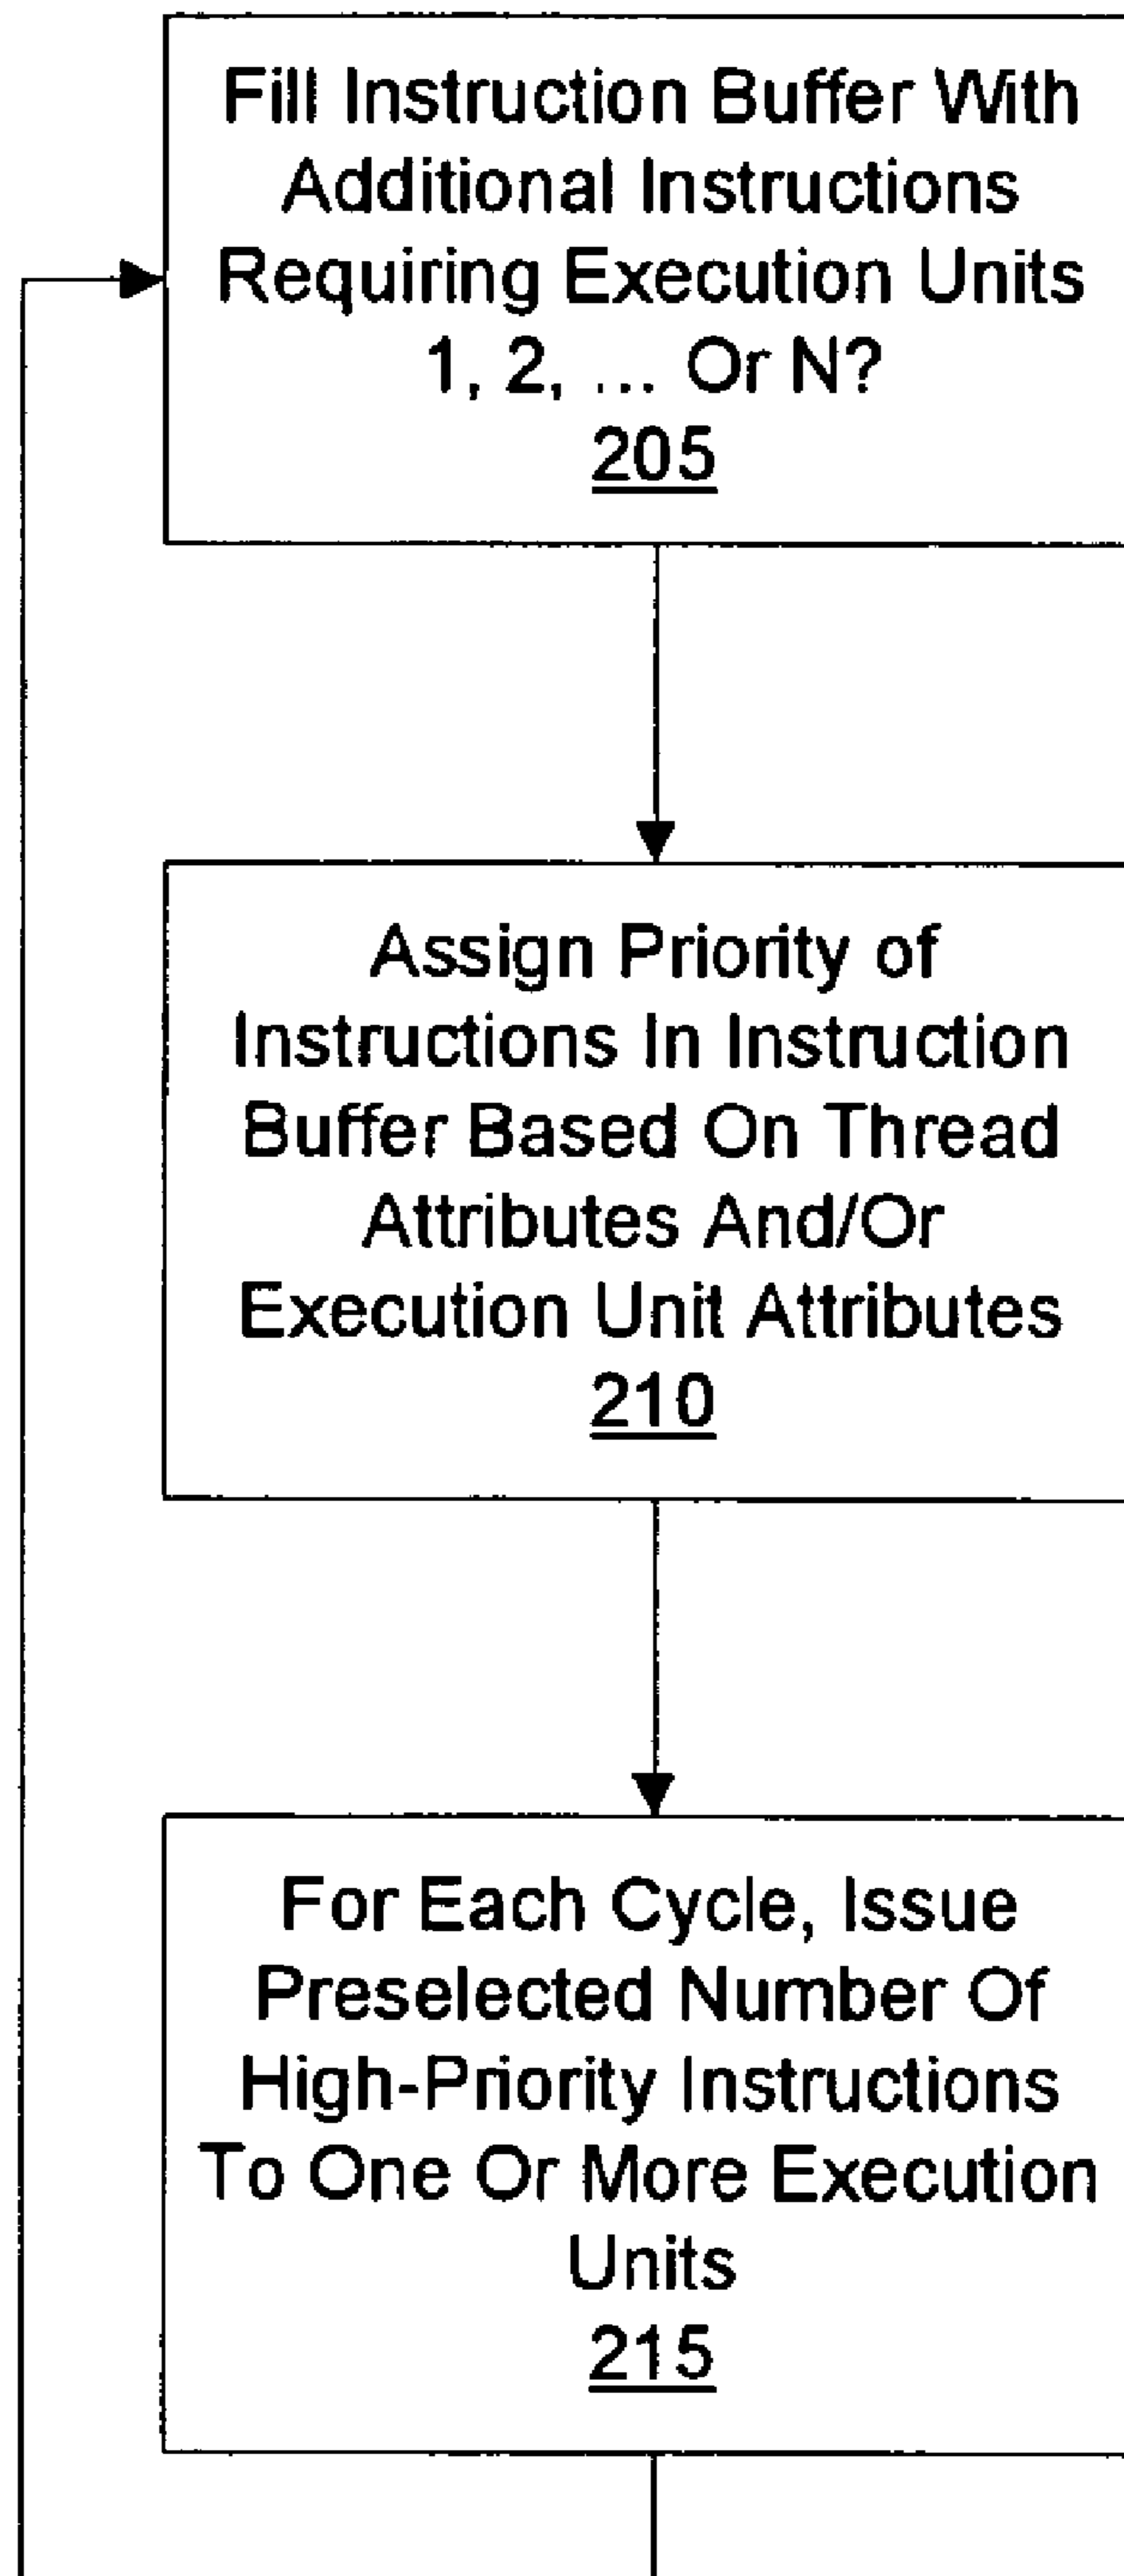 Fill Instruction Buffer With
Additional Instructions
Requiring Execution Units
1, 2, ... Or N?
205
Assign Priority of
Instructions In Instruction
Buffer Based On Thread
Attributes And/Or
Execution Unit Attributes
210
For Each Cycle, Issue
Preselected Number Of
High-Priority Instructions
To One Or More Execution
Units
215